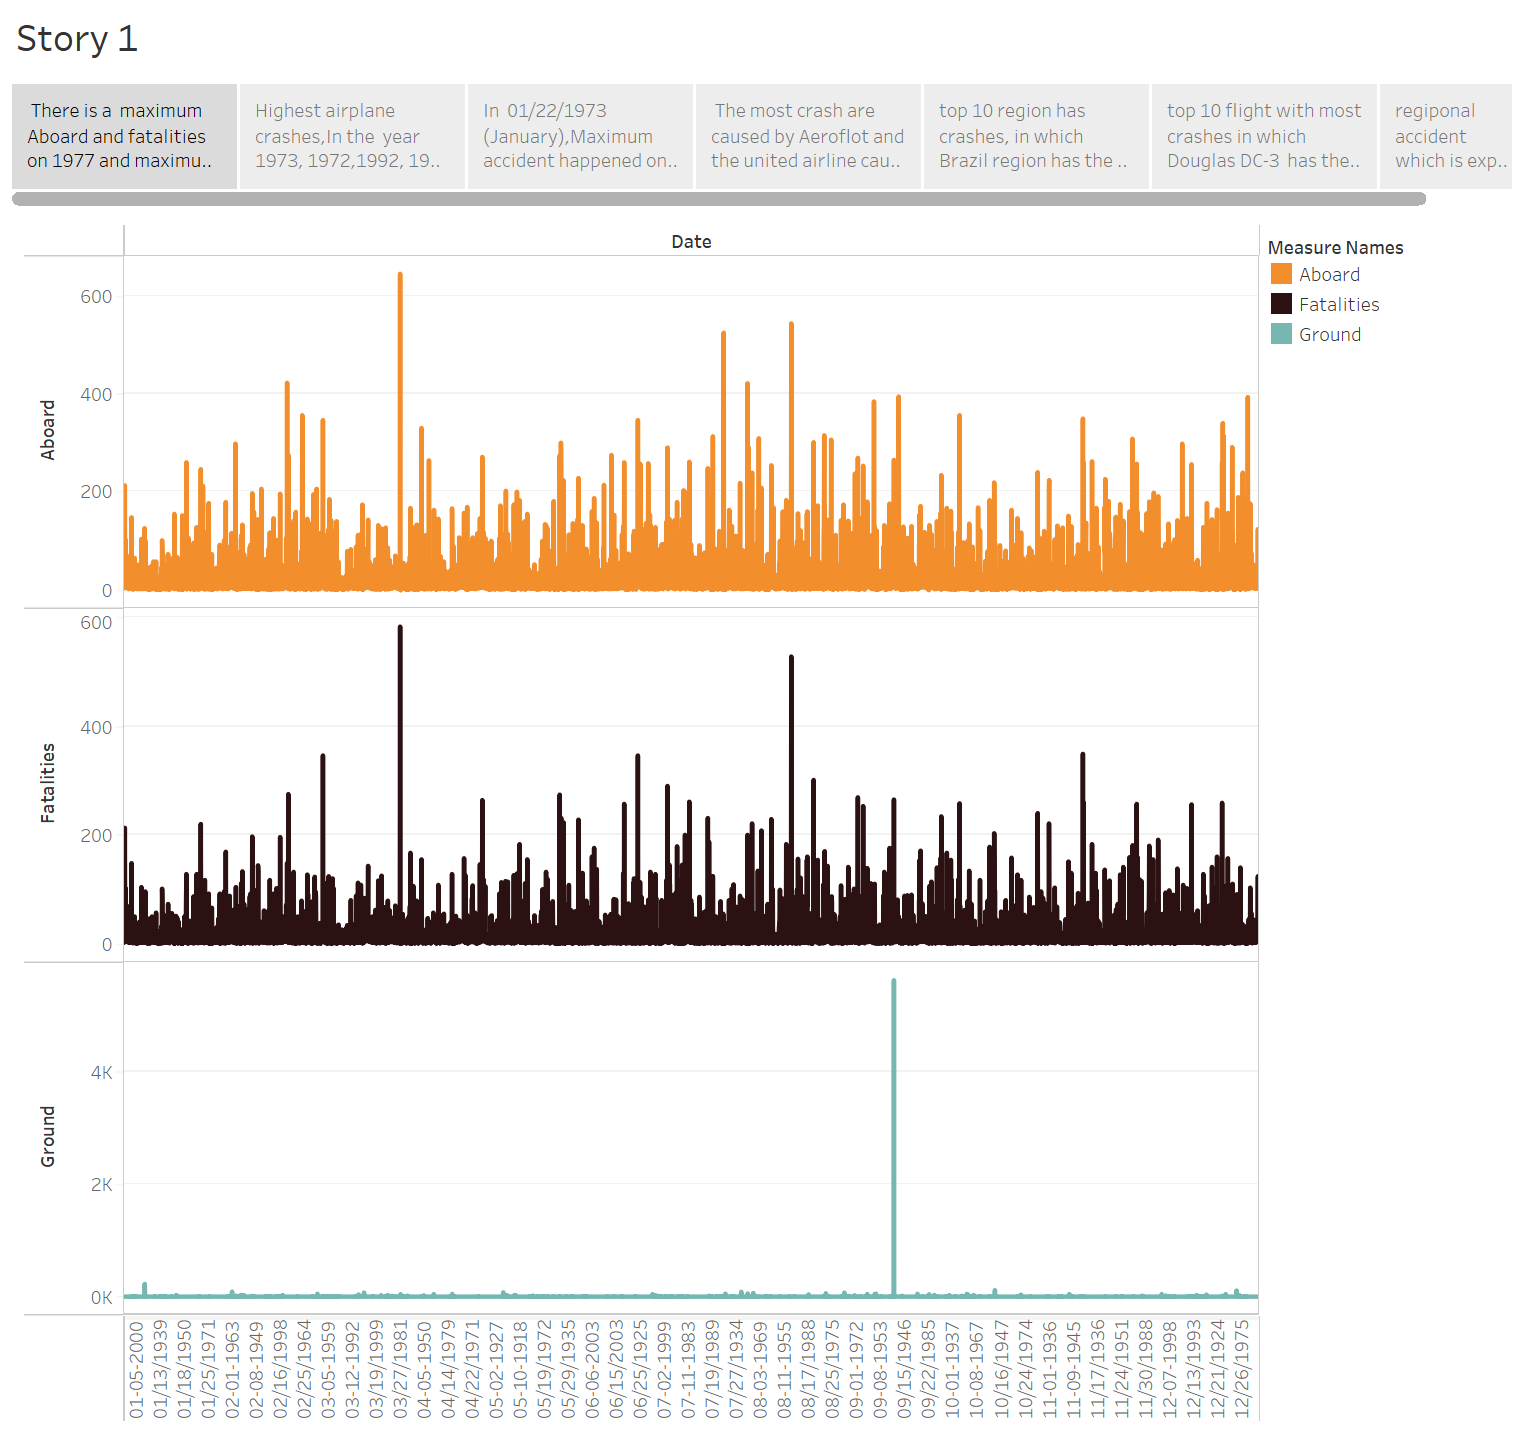 Story 1
There is a maximum
Aboard and fatalities
on 1977 and maximu..
Highest airplane
crashes,In the year
1973, 1972,1992, 19..
In 01/22/1973
(January),Maximum
accident happened on..
The most crash are
caused by Aeroflot and
the united airline cau..
top 10 region has
crashes, in which
Brazil region has the ..
top 10 flight with most
crashes in which
Douglas DC-3 has the..
regiponal
accident
which is exp..
Date
Measure Names
Aboard
Fatalities
Ground
Aboard
600
400
200
0
Fatalities
600
400
200
0
Ground
4K
2K
0K
01-05-2000
01/13/1939
01/18/1950
01/25/1971
02-01-1963
02-08-1949
02/16/1998
02/25/1964
03-05-1959
03-12-1992
03/19/1999
03/27/1981
04-05-1950
04/14/1979
04/22/1971
05-02-1927
05-10-1918
05/19/1972
05/29/1935
06-06-2003
06/15/2003
06/25/1925
07-02-1999
07-11-1983
07/19/1989
07/27/1934
08-03-1969
08-11-1955
08/17/1988
08/25/1975
09-01-1972
09-08-1953
09/15/1946
09/22/1985
10-01-1937
10-08-1967
10/16/1947
10/24/1974
11-01-1936
11-09-1945
11/17/1936
11/24/1951
11/30/1988
12-07-1998
12/13/1993
12/21/1924
12/26/1975